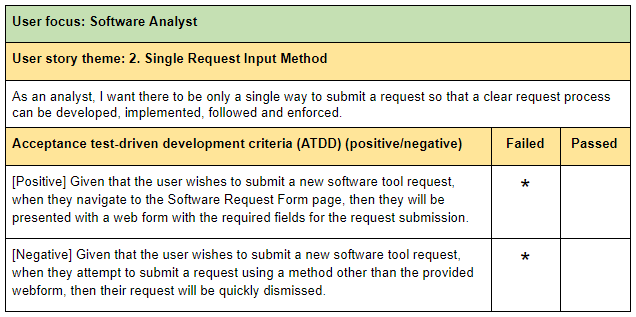 User focus: Software Analyst
User story theme: 2. Single Request Input Method
As an analyst, I want there to be only a single way to submit a request so that a clear request process
can be developed, implemented, followed and enforced.
Acceptance test-driven development criteria (ATDD) (positive/negative) Failed Passed
[Positive] Given that the user wishes to submit a new software tool request, *
when they navigate to the Software Request Form page, then they will be
presented with a web form with the required fields for the request submission.
[Negative] Given that the user wishes to submit a new software tool request, *
when they attempt to submit a request using a method other than the provided
webform, then their request will be quickly dismissed.